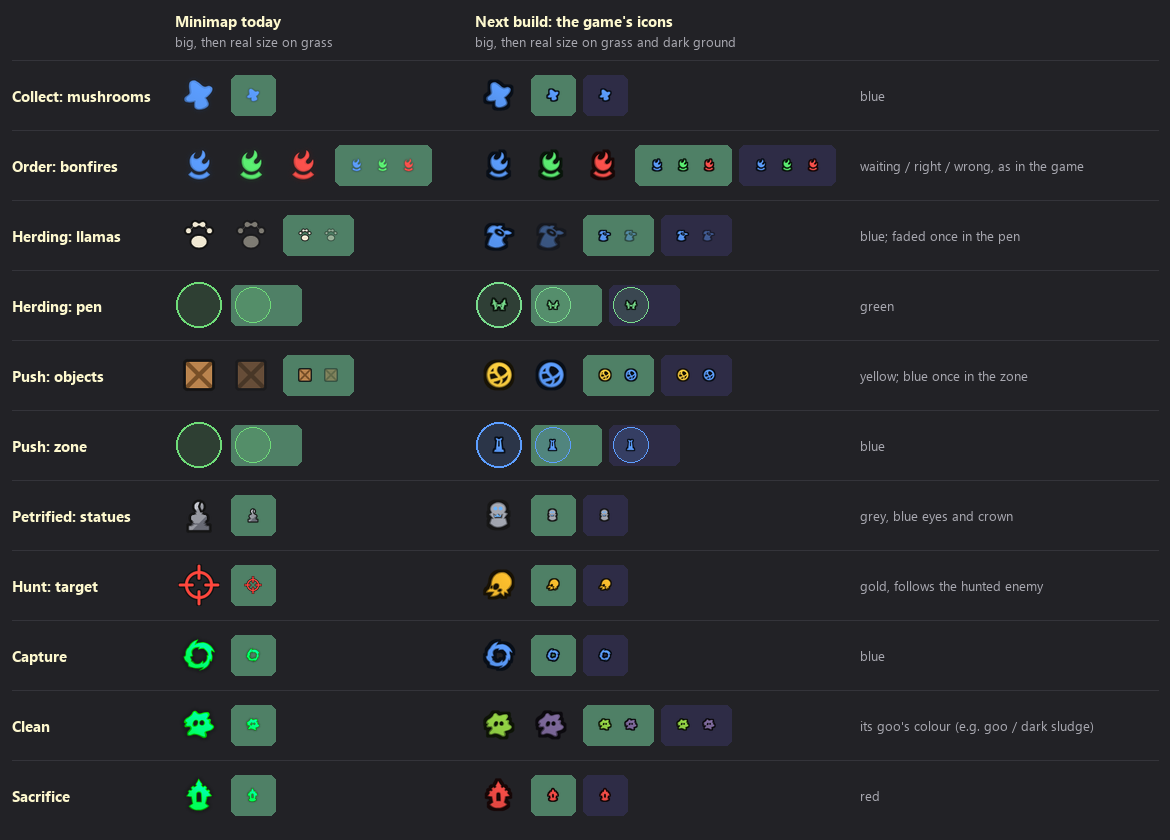 Minimap today
Next build: the game's icons
big, then real size on grass
big, then real size on grass and dark ground
Collect: mushrooms
blue
Order: bonfires
waiting / right / wrong, as in the game
Herding: llamas
blue; faded once in the pen
Herding: pen
green
Push: objects
yellow; blue once in the zone
Push: zone
blue
Petrified: statues
grey, blue eyes and crown
Hunt: target
gold, follows the hunted enemy
Capture
blue
Clean
its goo's colour (e.g. goo / dark sludge)
Sacrifice
red